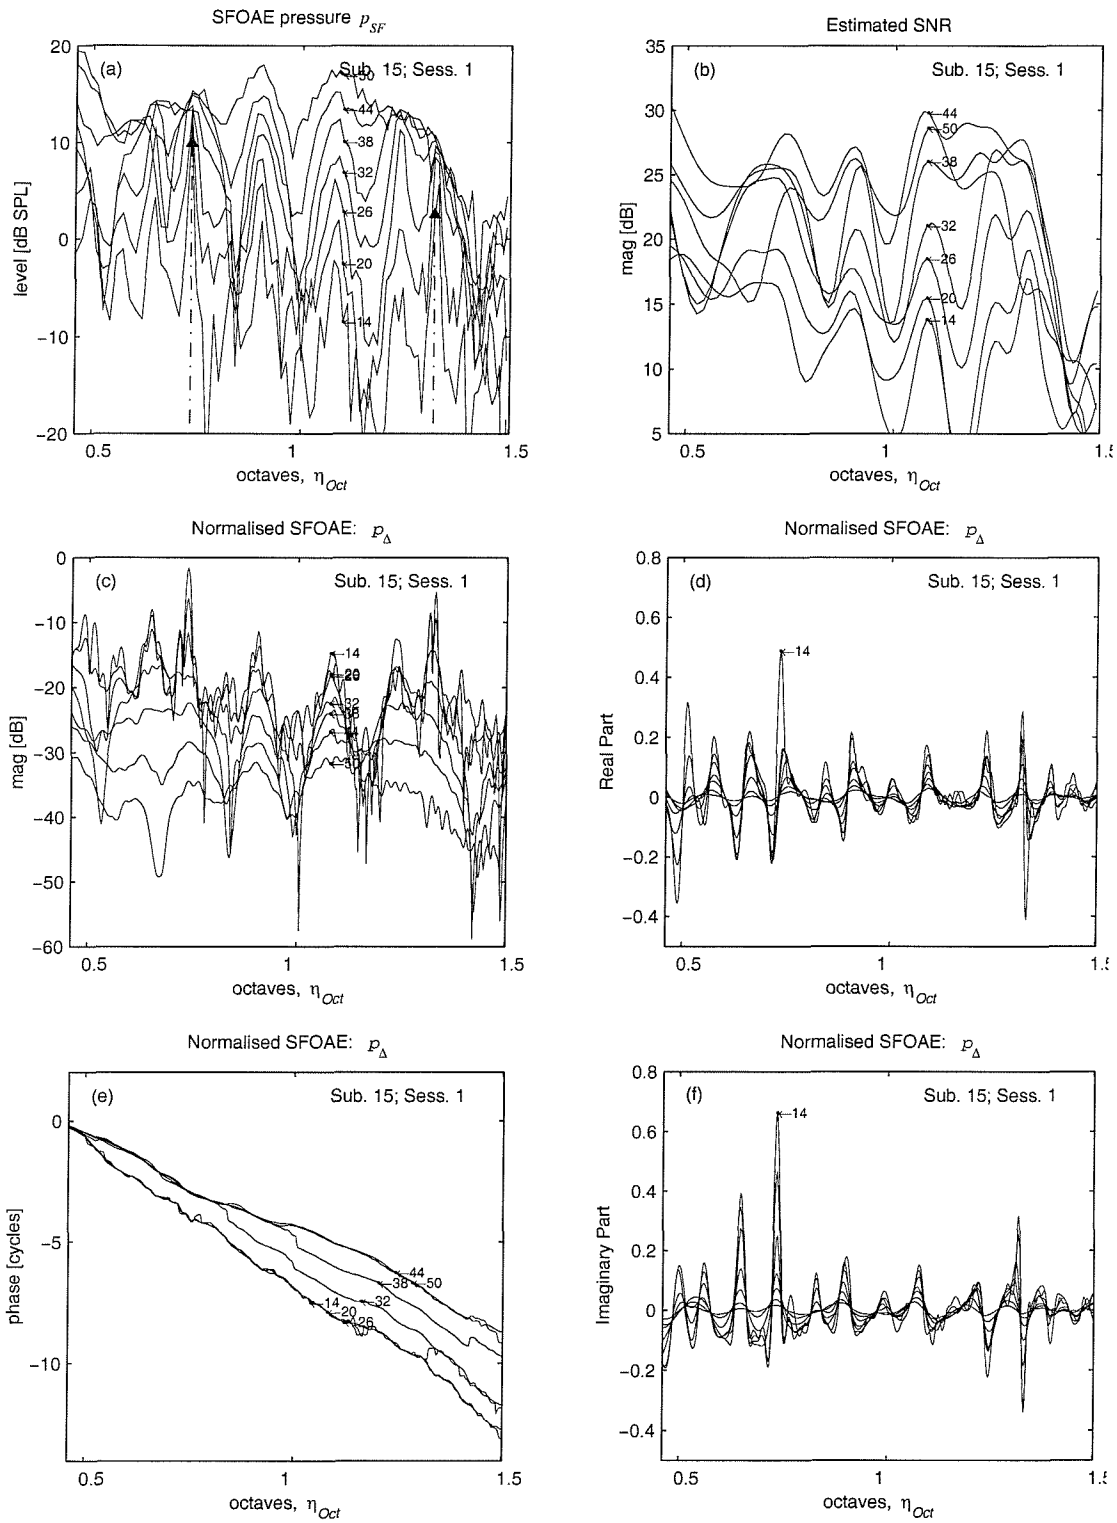 SFOAE pressure p_SF
(a)
Sub. 15; Sess. 1
20
10
0
−10
−20
level [dB SPL]
50
44
38
32
26
20
14
0.5
1
1.5
octaves, η_Oct
Estimated SNR
(b)
Sub. 15; Sess. 1
35
30
25
20
15
10
5
mag [dB]
44
50
38
32
26
20
14
0.5
1
1.5
octaves, η_Oct
Normalised SFOAE: p_Δ
(c)
Sub. 15; Sess. 1
0
−10
−20
−30
−40
−50
−60
mag [dB]
14
32
50
0.5
1
1.5
octaves, η_Oct
Normalised SFOAE: p_Δ
(d)
Sub. 15; Sess. 1
0.8
0.6
0.4
0.2
0
−0.2
−0.4
Real Part
14
0.5
1
1.5
octaves, η_Oct
Normalised SFOAE: p_Δ
(e)
Sub. 15; Sess. 1
0
−5
−10
phase [cycles]
44
38
50
32
14
20
26
0.5
1
1.5
octaves, η_Oct
Normalised SFOAE: p_Δ
(f)
Sub. 15; Sess. 1
0.8
0.6
0.4
0.2
0
−0.2
−0.4
Imaginary Part
14
0.5
1
1.5
octaves, η_Oct